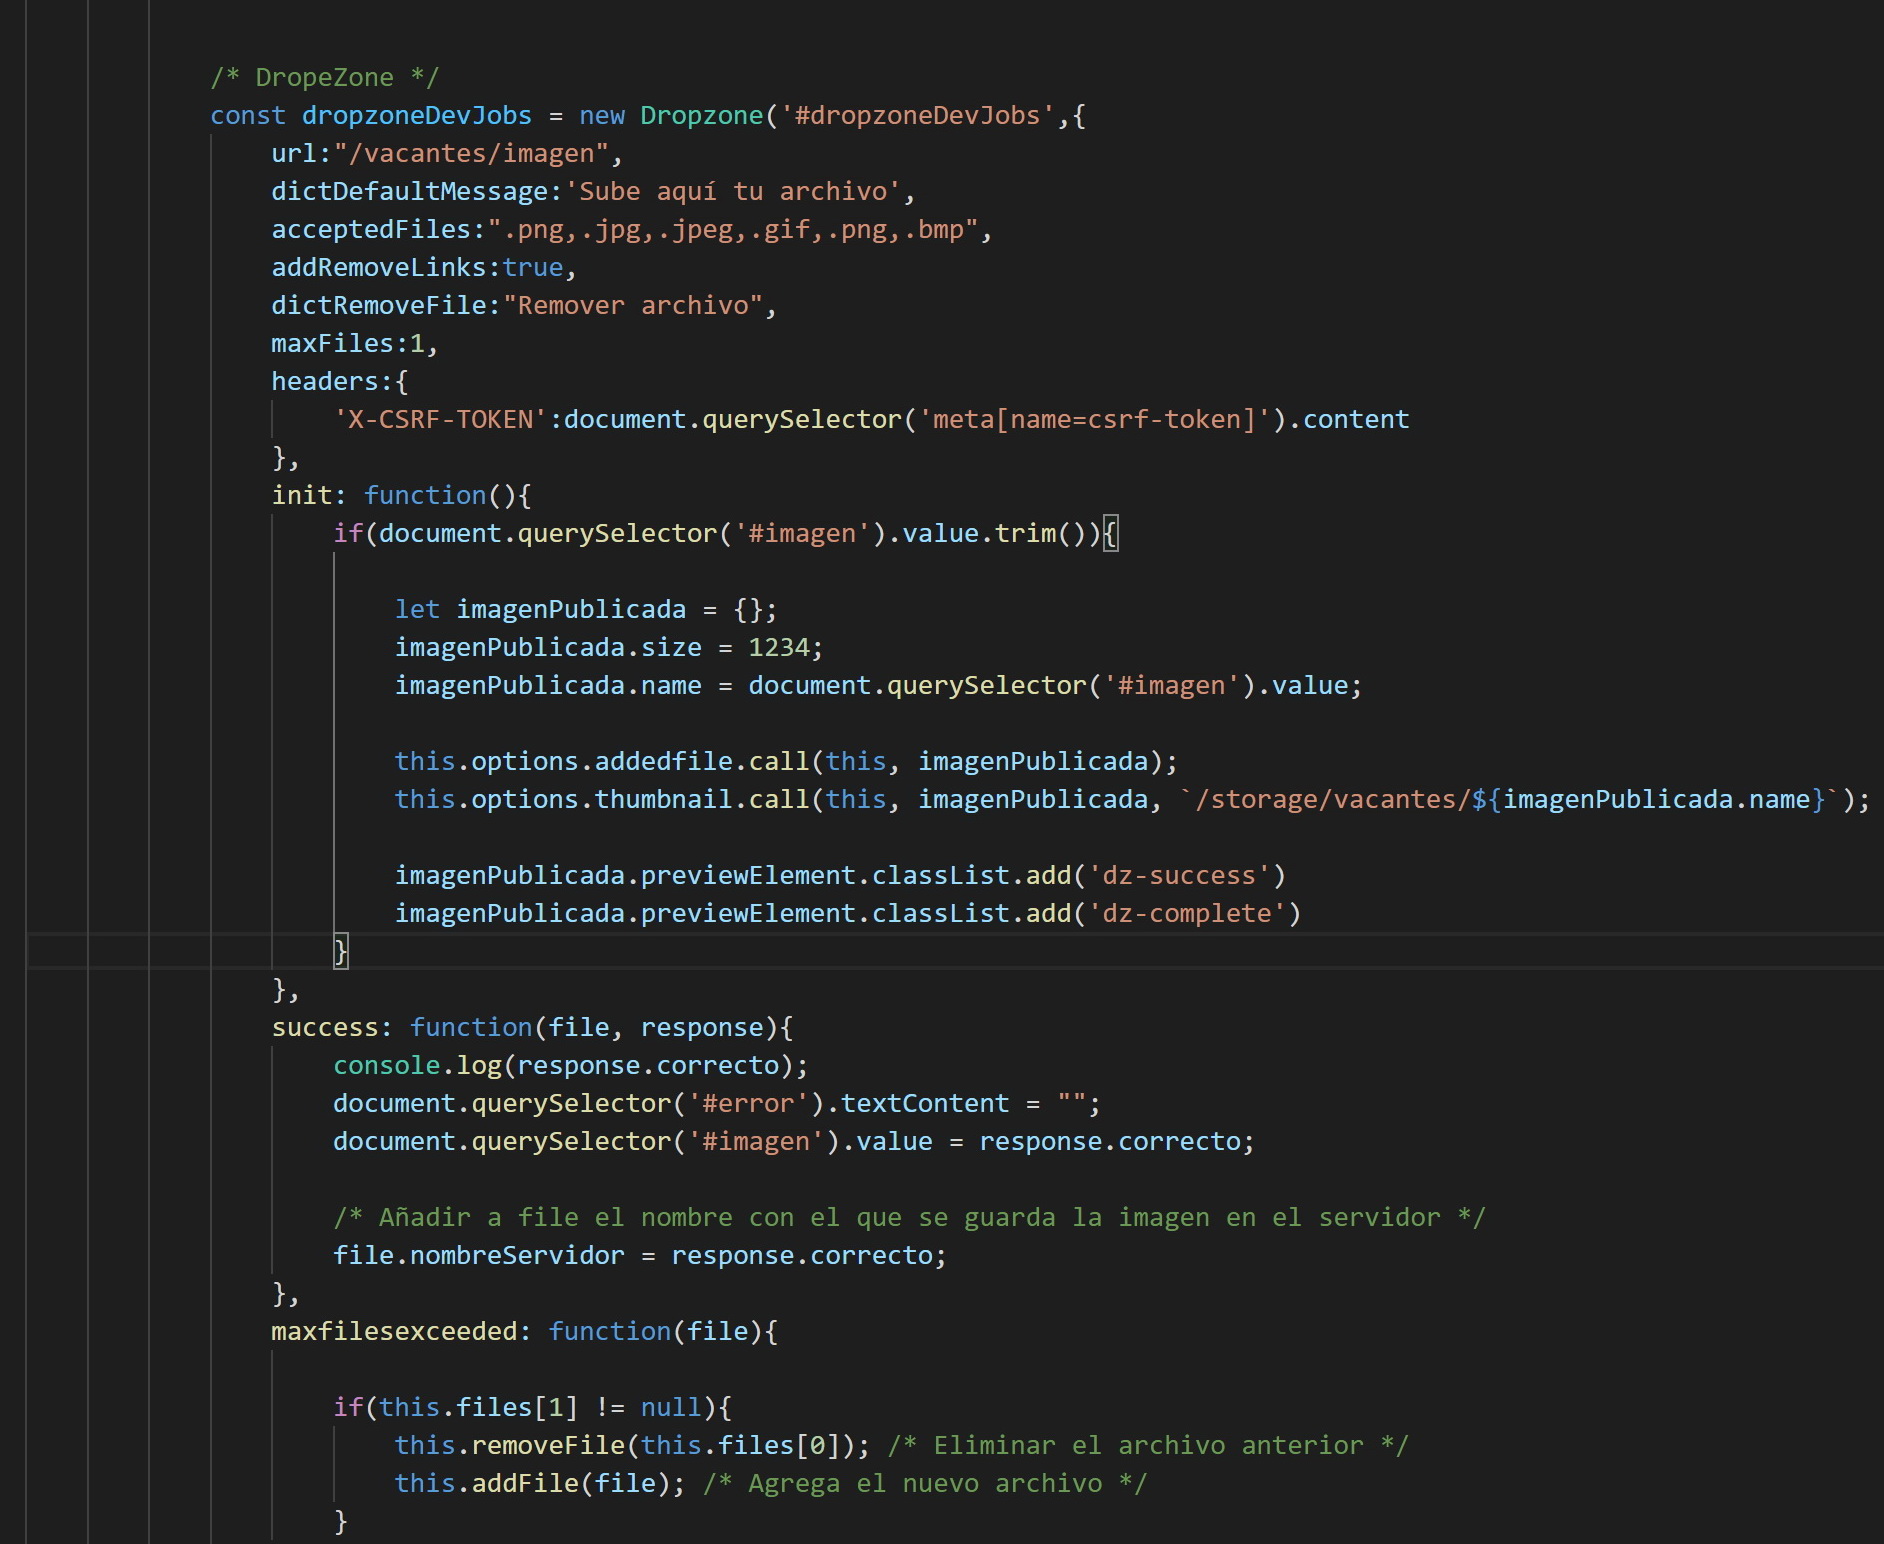 /* DropeZone */
const dropzoneDevJobs = new Dropzone('#dropzoneDevJobs',{
    url:"/vacantes/imagen",
    dictDefaultMessage:'Sube aquí tu archivo',
    acceptedFiles:".png,.jpg,.jpeg,.gif,.png,.bmp",
    addRemoveLinks:true,
    dictRemoveFile:"Remover archivo",
    maxFiles:1,
    headers:{
        'X-CSRF-TOKEN':document.querySelector('meta[name=csrf-token]').content
    },
    init: function(){
        if(document.querySelector('#imagen').value.trim()){

            let imagenPublicada = {};
            imagenPublicada.size = 1234;
            imagenPublicada.name = document.querySelector('#imagen').value;

            this.options.addedfile.call(this, imagenPublicada);
            this.options.thumbnail.call(this, imagenPublicada, `/storage/vacantes/${imagenPublicada.name}`);

            imagenPublicada.previewElement.classList.add('dz-success')
            imagenPublicada.previewElement.classList.add('dz-complete')
        }
    },
    success: function(file, response){
        console.log(response.correcto);
        document.querySelector('#error').textContent = "";
        document.querySelector('#imagen').value = response.correcto;

        /* Añadir a file el nombre con el que se guarda la imagen en el servidor */
        file.nombreServidor = response.correcto;
    },
    maxfilesexceeded: function(file){

        if(this.files[1] != null){
            this.removeFile(this.files[0]); /* Eliminar el archivo anterior */
            this.addFile(file); /* Agrega el nuevo archivo */
        }